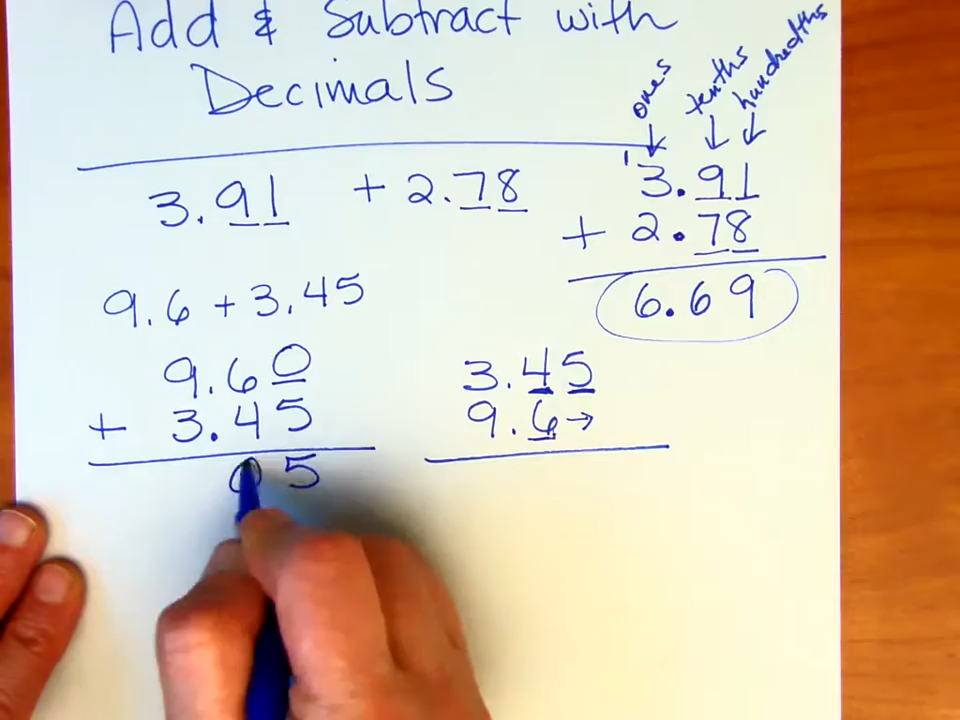 Add & Subtract with
Decimals
ones tenths hundredths
3.91 + 2.78
3.91
+ 2.78
6.69
1
9.6 + 3.45
9.60
+ 3.45
05
3.45
9.6→